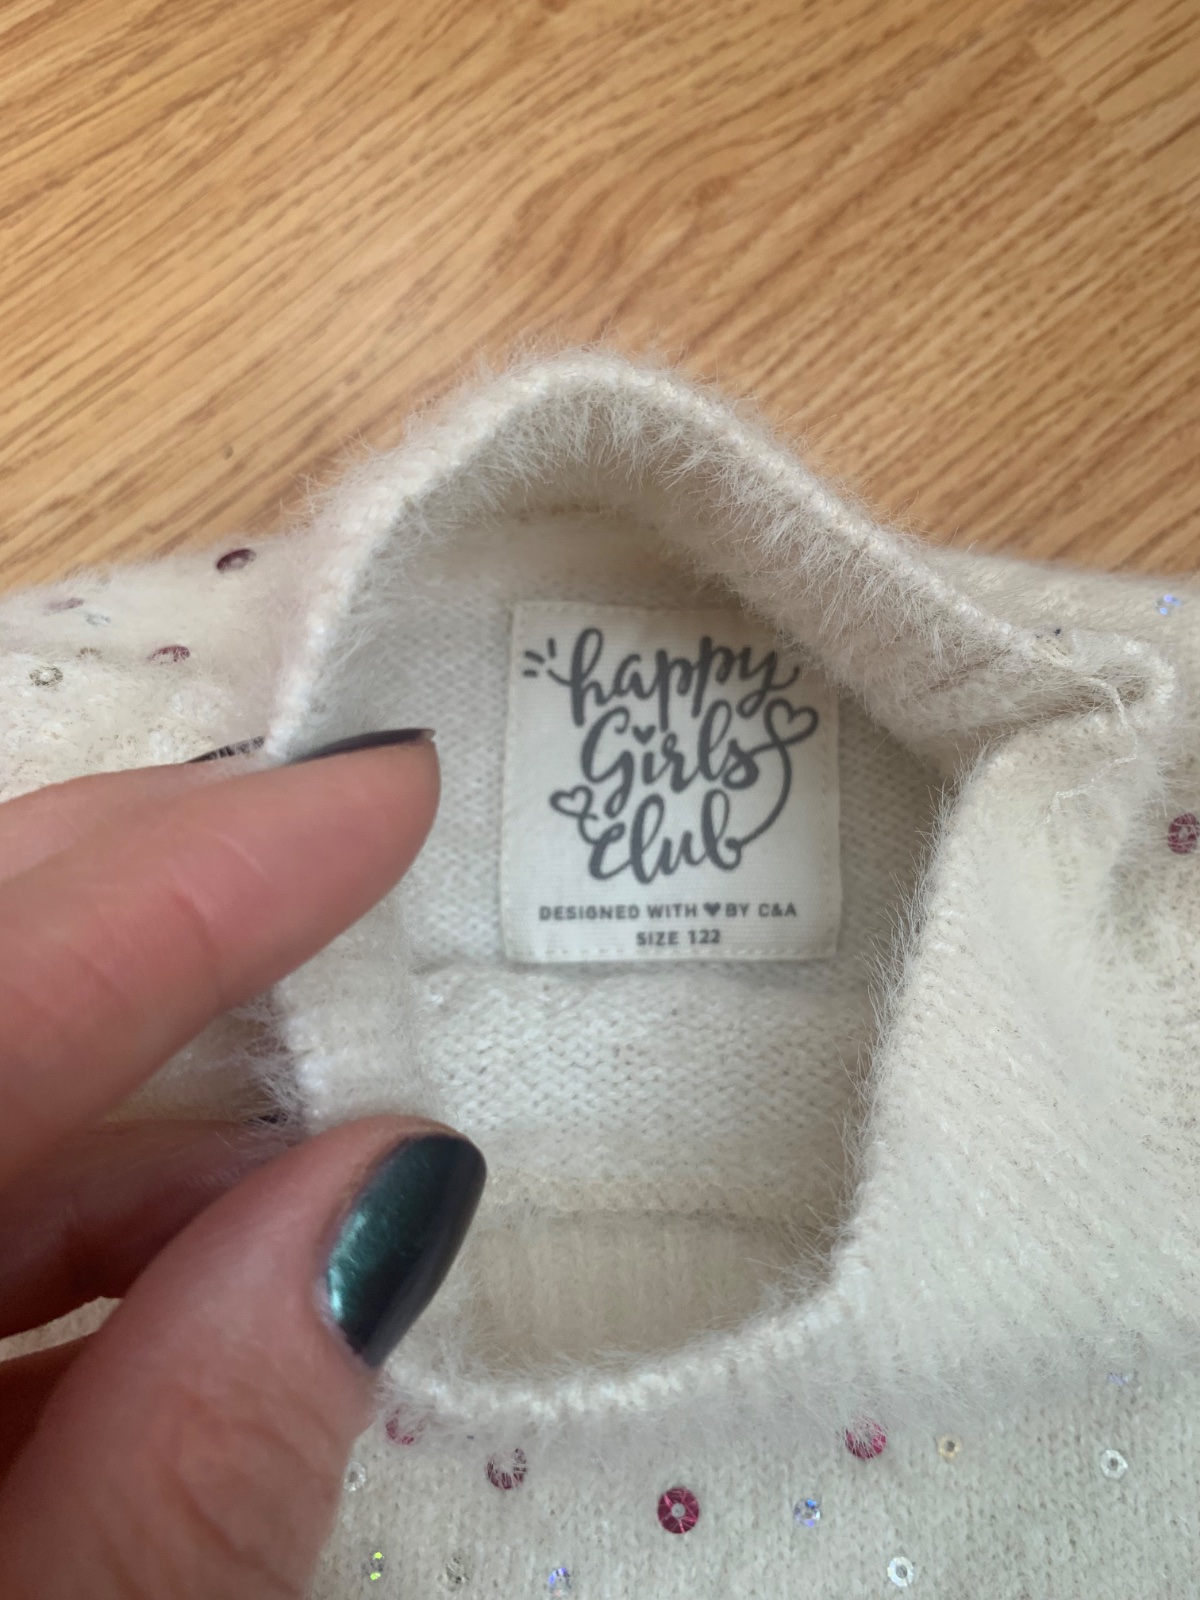 happy
Girls
Club
DESIGNED WITH ♥ BY C&A
SIZE 122